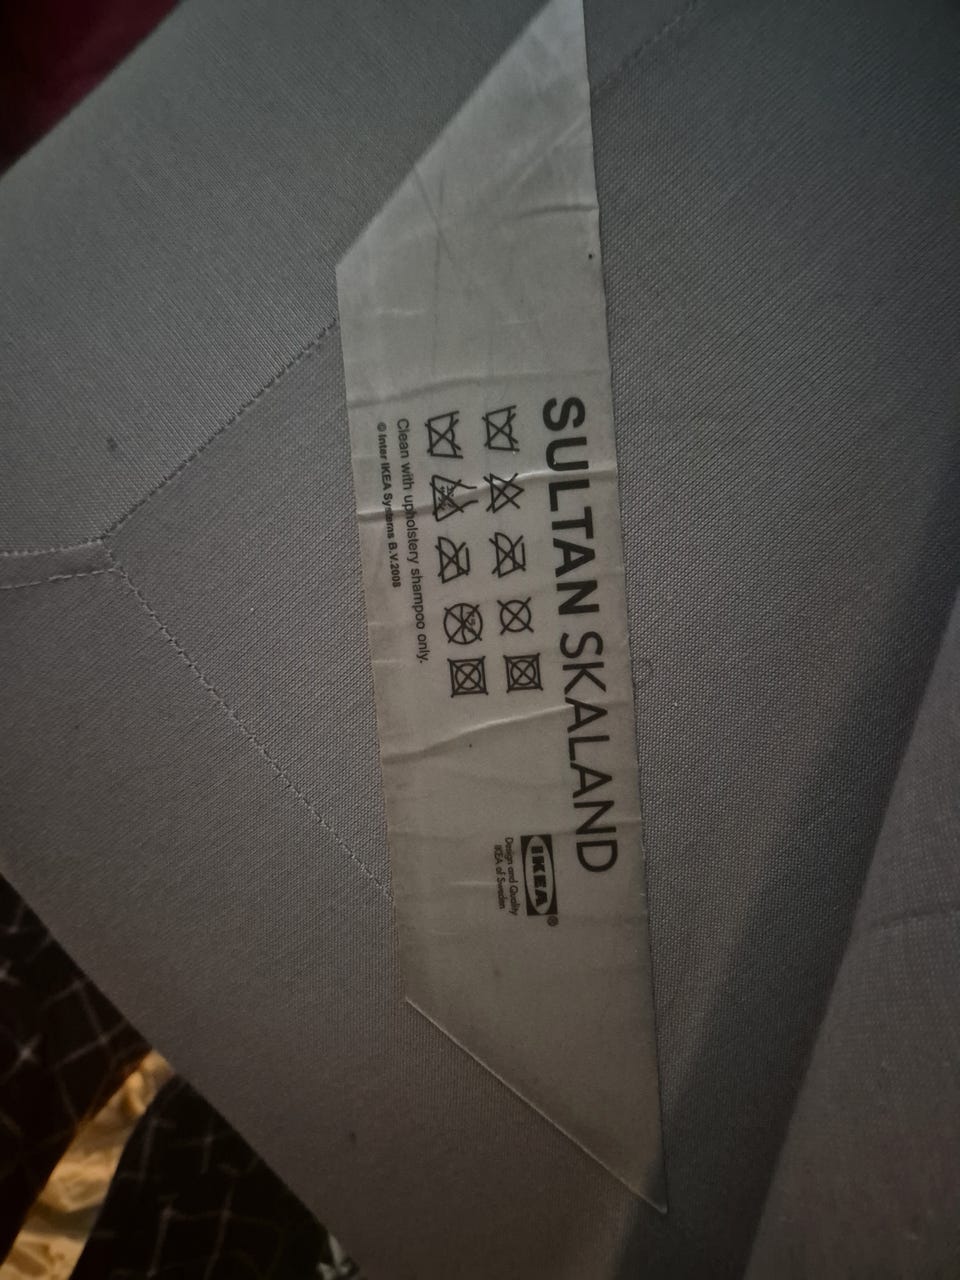 SULTAN SKALAND
Clean with upholstery shampoo only.
© Inter IKEA Systems B.V.2008
IKEA®
Design and Quality
IKEA of Sweden